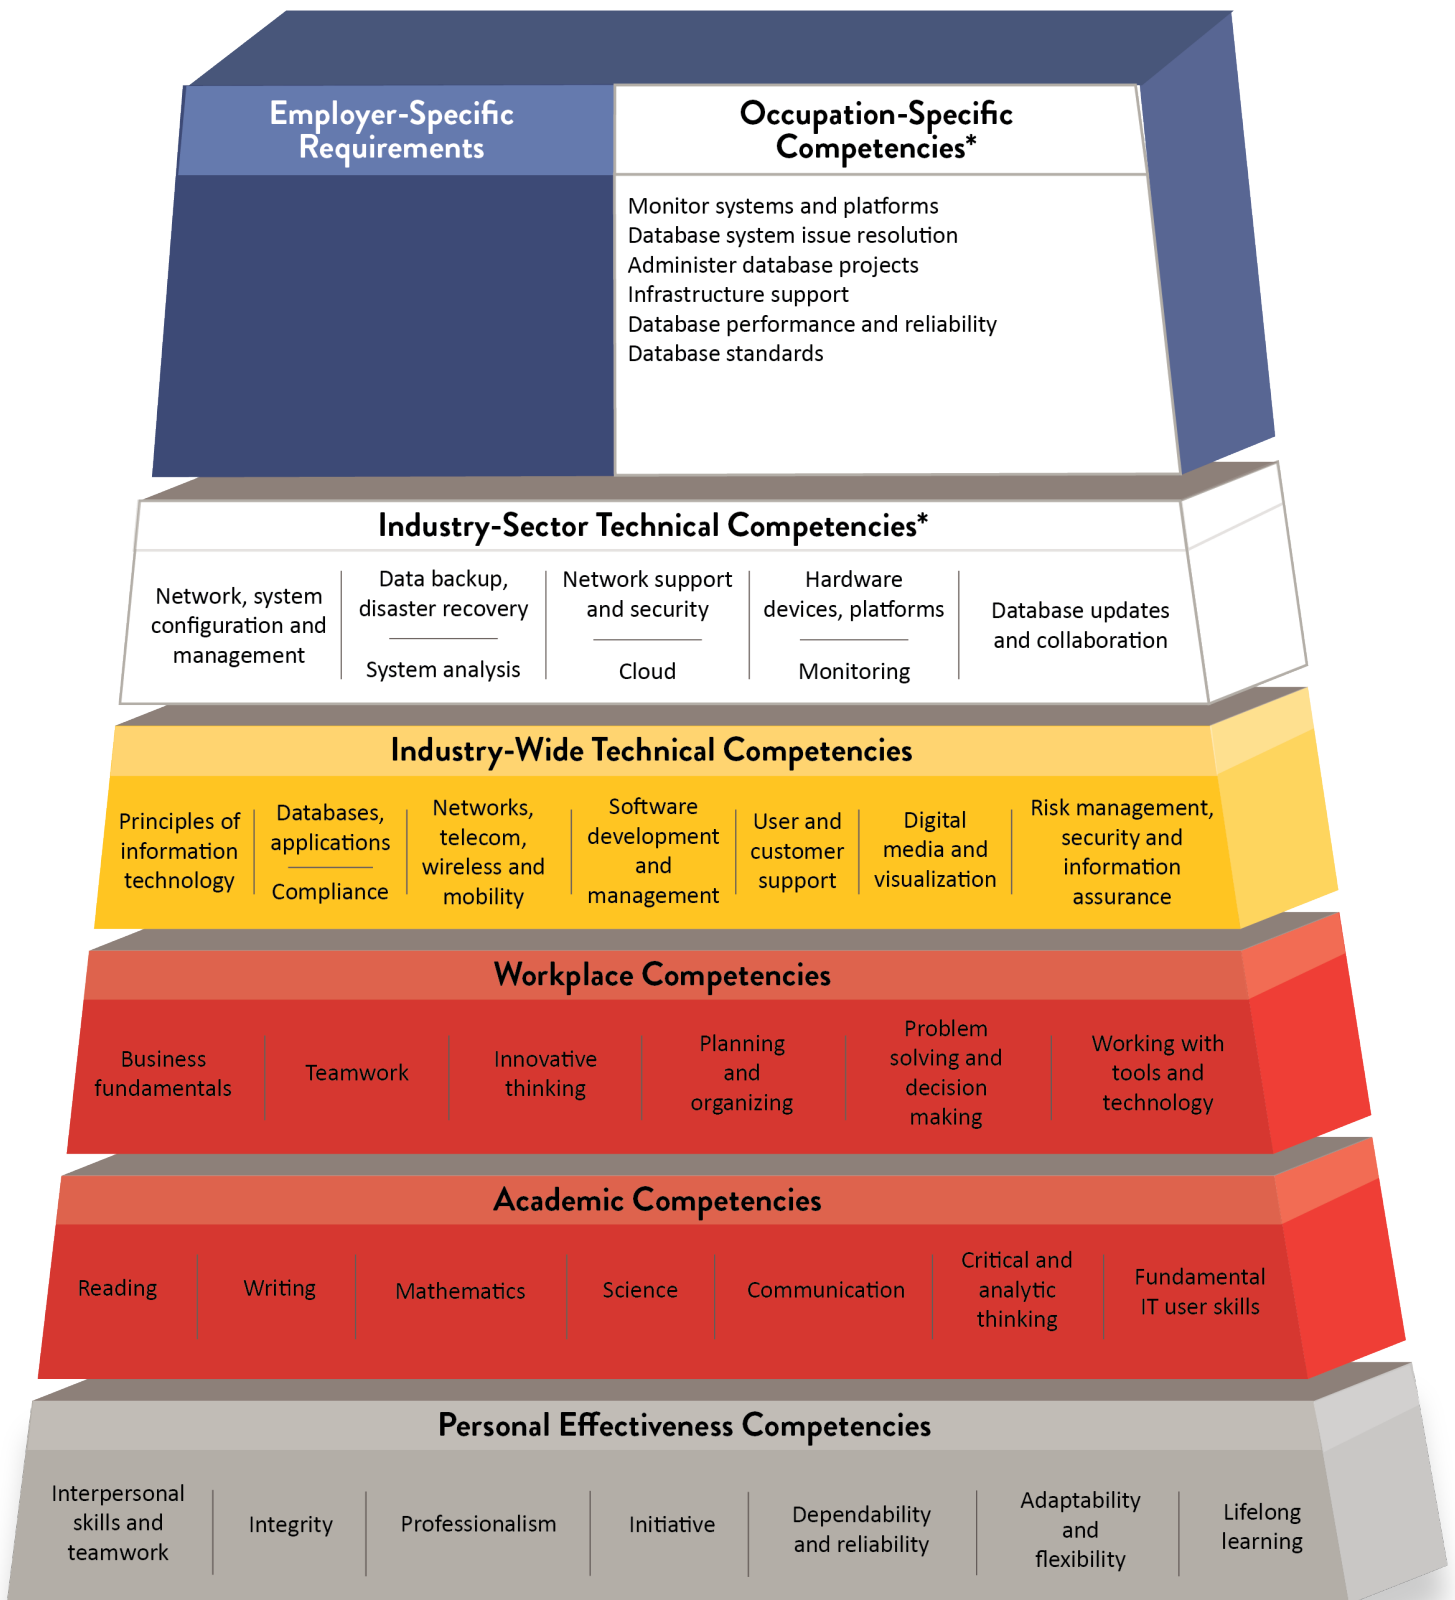 Employer-Specific
Requirements
Occupation-Specific
Competencies*
Monitor systems and platforms
Database system issue resolution
Administer database projects
Infrastructure support
Database performance and reliability
Database standards
Industry-Sector Technical Competencies*
Network, system
configuration and
management
Data backup,
disaster recovery
System analysis
Network support
and security
Cloud
Hardware
devices, platforms
Monitoring
Database updates
and collaboration
Industry-Wide Technical Competencies
Principles of
information
technology
Databases,
applications
Compliance
Networks,
telecom,
wireless and
mobility
Software
development
and
management
User and
customer
support
Digital
media and
visualization
Risk management,
security and
information
assurance
Workplace Competencies
Business
fundamentals
Teamwork
Innovative
thinking
Planning
and
organizing
Problem
solving and
decision
making
Working with
tools and
technology
Academic Competencies
Reading
Writing
Mathematics
Science
Communication
Critical and
analytic
thinking
Fundamental
IT user skills
Personal Effectiveness Competencies
Interpersonal
skills and
teamwork
Integrity
Professionalism
Initiative
Dependability
and reliability
Adaptability
and
flexibility
Lifelong
learning